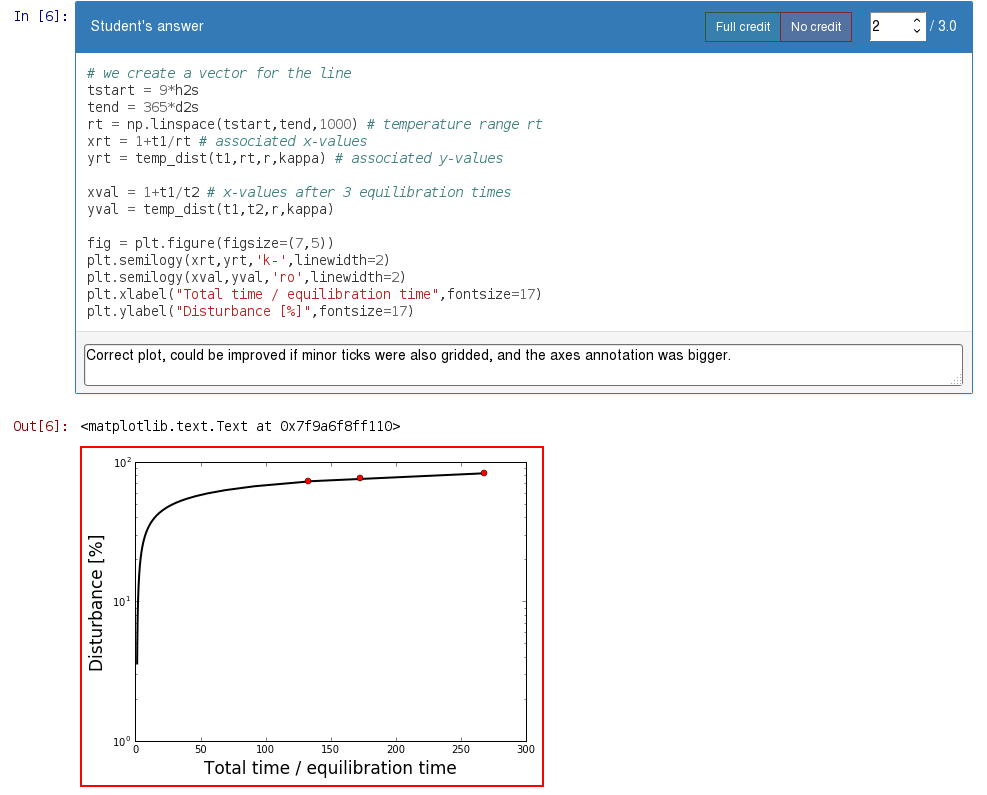 In [6]:
Student's answer
Full credit
No credit
2
/ 3.0
# we create a vector for the line
tstart = 9*h2s
tend = 365*d2s
rt = np.linspace(tstart,tend,1000) # temperature range rt
xrt = 1+t1/rt # associated x-values
yrt = temp_dist(t1,rt,r,kappa) # associated y-values
xval = 1+t1/t2 # x-values after 3 equilibration times
yval = temp_dist(t1,t2,r,kappa)
fig = plt.figure(figsize=(7,5))
plt.semilogy(xrt,yrt,'k-',linewidth=2)
plt.semilogy(xval,yval,'ro',linewidth=2)
plt.xlabel("Total time / equilibration time",fontsize=17)
plt.ylabel("Disturbance [%]",fontsize=17)
Correct plot, could be improved if minor ticks were also gridded, and the axes annotation was bigger.
Out[6]:
<matplotlib.text.Text at 0x7f9a6f8ff110>
10^2
10^1
10^0
Disturbance [%]
0 50 100 150 200 250 300
Total time / equilibration time